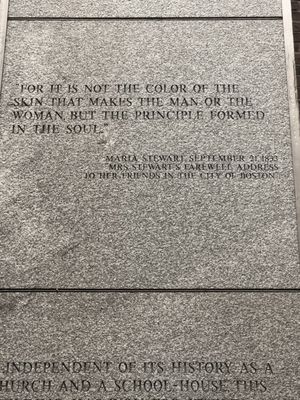 "FOR IT IS NOT THE COLOR OF THE
SKIN THAT MAKES THE MAN OR THE
WOMAN, BUT THE PRINCIPLE FORMED
IN THE SOUL."
MARIA STEWART, SEPTEMBER 21, 1833
MRS. STEWART'S FAREWELL ADDRESS
TO HER FRIENDS IN THE CITY OF BOSTON
INDEPENDENT OF ITS HISTORY AS A
CHURCH AND A SCHOOL-HOUSE THIS